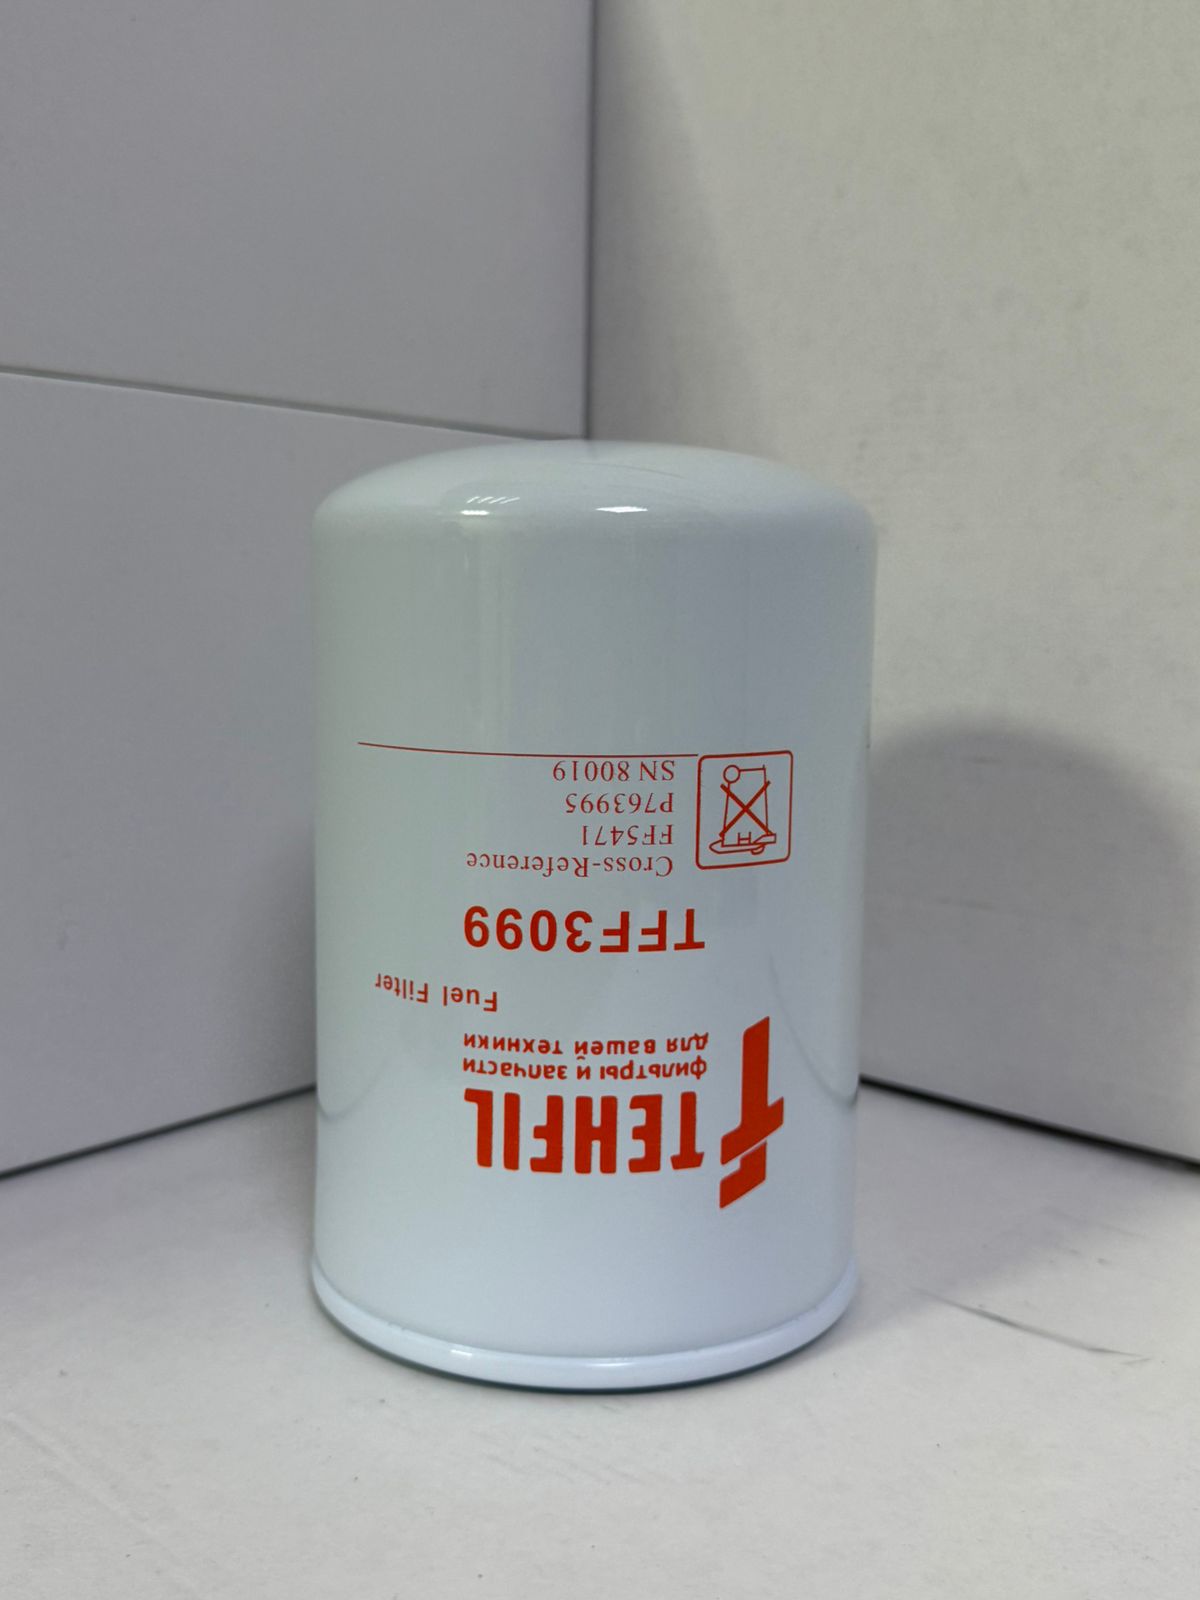 TEHFIL
фильтры и запчасти
для вашей техники
Fuel Filter
TFF3099
Cross-Reference
FF5471
P763995
SN 80019
H